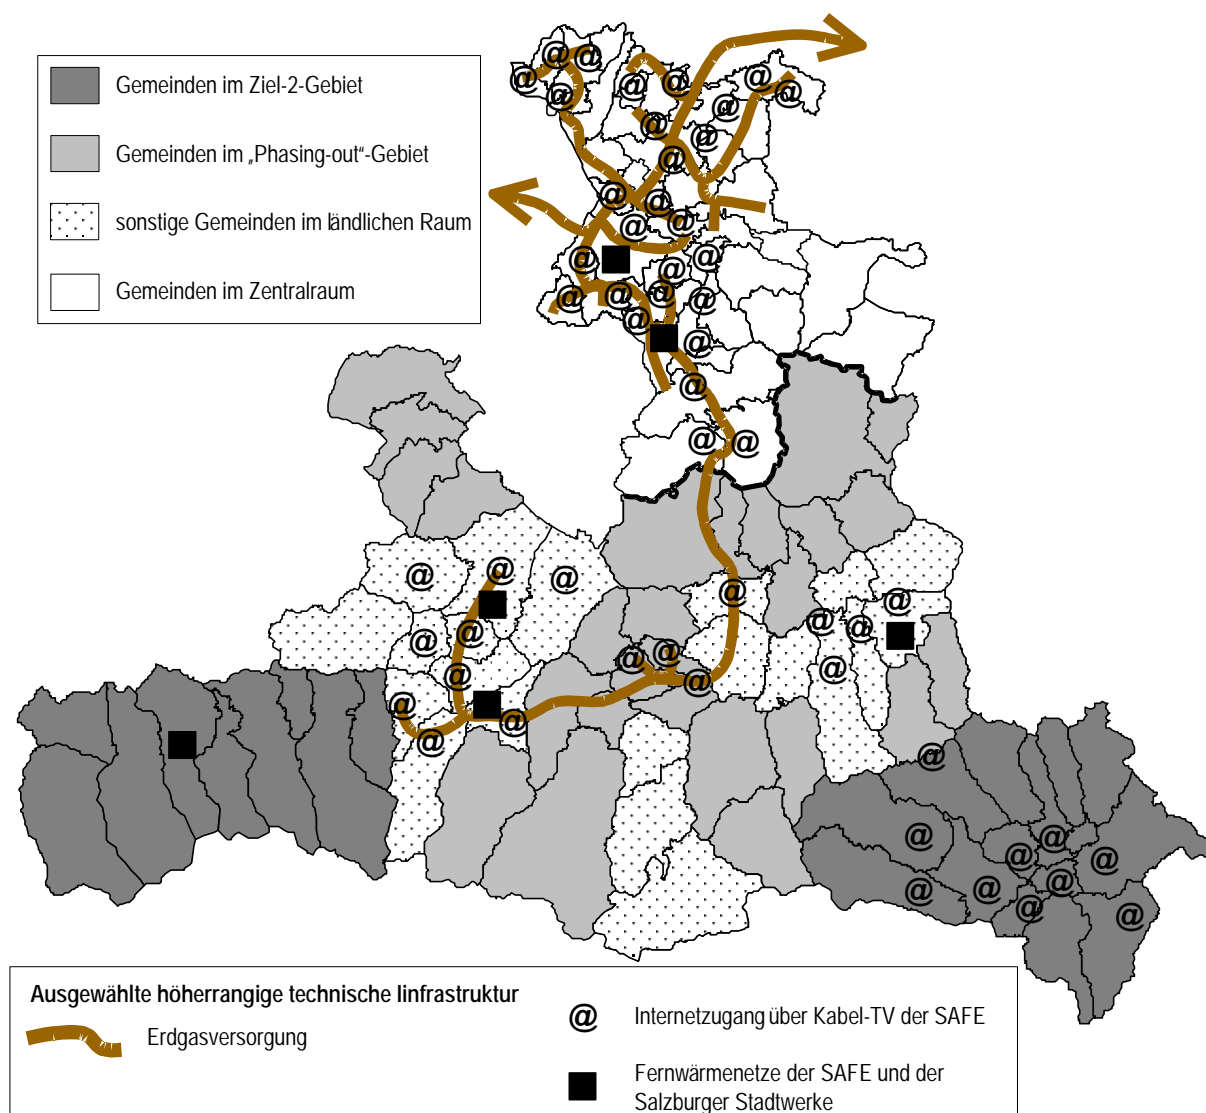 Gemeinden im Ziel-2-Gebiet
Gemeinden im „Phasing-out“-Gebiet
sonstige Gemeinden im ländlichen Raum
Gemeinden im Zentralraum
Ausgewählte höherrangige technische Iinfrastruktur
Erdgasversorgung
@ Internetzugang über Kabel-TV der SAFE
Fernwärmenetze der SAFE und der
Salzburger Stadtwerke